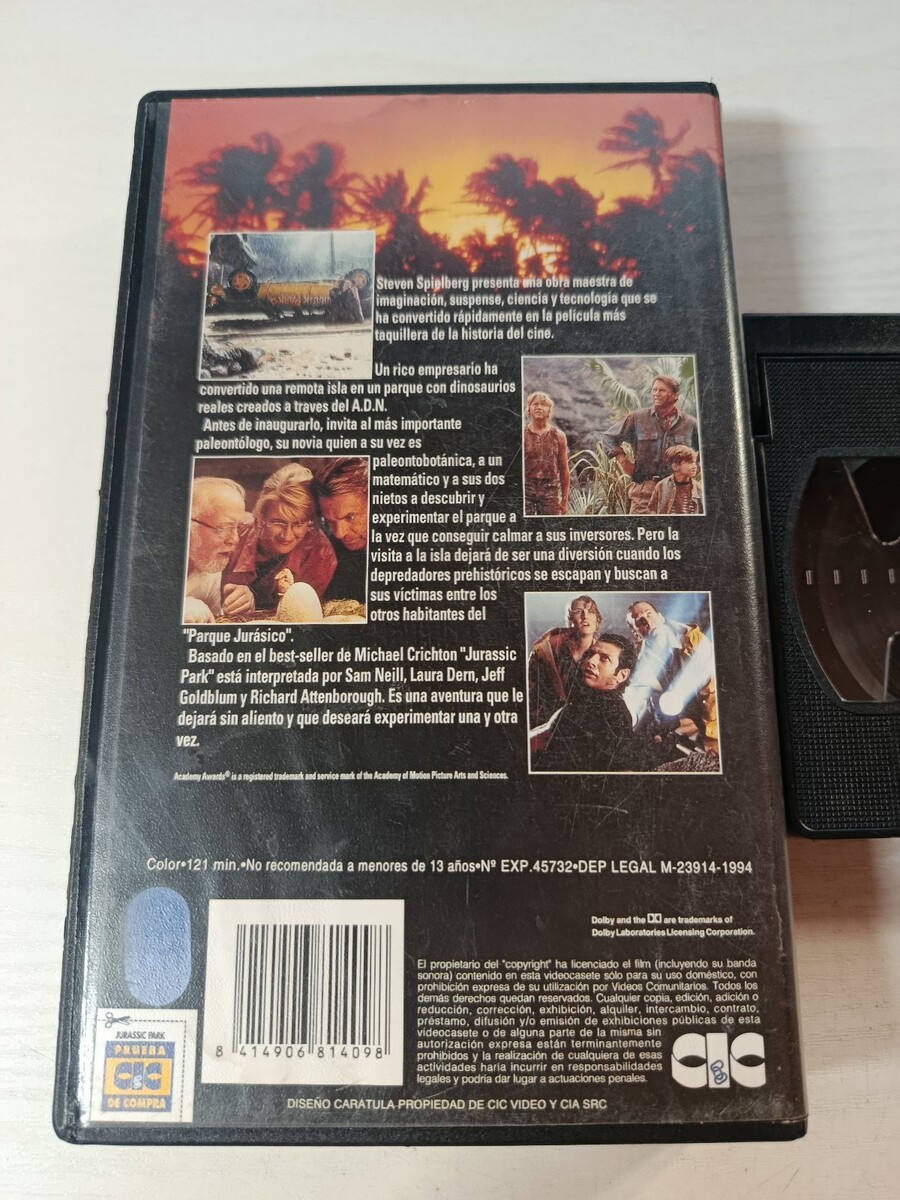 Steven Spielberg presenta una obra maestra de
imaginación, suspense, ciencia y tecnología que se
ha convertido rápidamente en la película más
taquillera de la historia del cine.
Un rico empresario ha
convertido una remota isla en un parque con dinosaurios
reales creados a traves del A.D.N.
Antes de inaugurarlo, invita al más importante
paleontólogo, su novia quien a su vez es
paleontobotánica, a un
matemático y a sus dos
nietos a descubrir y
experimentar el parque a
la vez que conseguir calmar a sus inversores. Pero la
visita a la isla dejará de ser una diversión cuando los
depredadores prehistóricos se escapan y buscan a
sus víctimas entre los
otros habitantes del
"Parque Jurásico".
Basado en el best-seller de Michael Crichton "Jurassic
Park" está interpretada por Sam Neill, Laura Dern, Jeff
Goldblum y Richard Attenborough. Es una aventura que le
dejará sin aliento y que deseará experimentar una y otra
vez.
Academy Awards® is a registered trademark and service mark of the Academy of Motion Picture Arts and Sciences.
Color•121 min.•No recomendada a menores de 13 años•Nº EXP.45732•DEP LEGAL M-23914-1994
Dolby and the DD are trademarks of
Dolby Laboratories Licensing Corporation.
El propietario del "copyright" ha licenciado el film (incluyendo su banda
sonora) contenido en esta videocasete sólo para su uso doméstico, con
prohibición expresa de su utilización por Videos Comunitarios. Todos los
demás derechos quedan reservados. Cualquier copia, edición, adición o
reducción, corrección, exhibición, alquiler, intercambio, contrato,
préstamo, difusión y/o emisión de exhibiciones públicas de esta
videocasete o de alguna parte de la misma sin
autorización expresa están terminantemente
prohibidos y la realización de cualquiera de esas
actividades haria incurrir en responsabilidades
legales y podria dar lugar a actuaciones penales.
CIC
8 414906 814098
JURASSIC PARK
PRUEBA
CIC
DE COMPRA
DISEÑO CARATULA PROPIEDAD DE CIC VIDEO Y CIA SRC